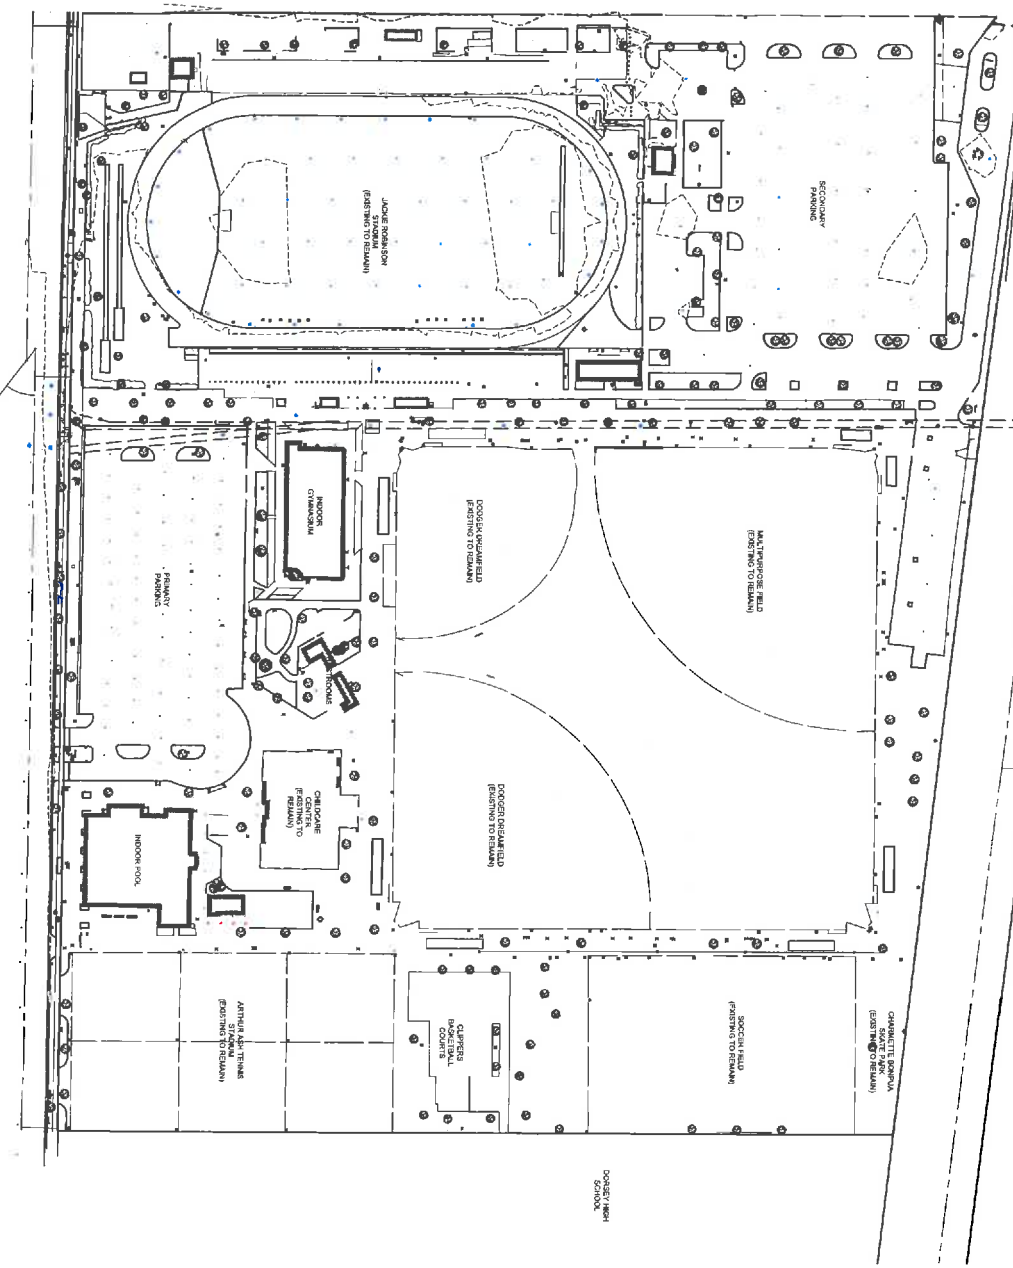 JACKIE ROBINSON
STADIUM
(EXISTING TO REMAIN)
SECONDARY
PARKING
INDOOR
GYMNASIUM
DODGER DREAMFIELD
(EXISTING TO REMAIN)
MULTIPURPOSE FIELD
(EXISTING TO REMAIN)
PRIMARY
PARKING
RESTROOMS
CHILDCARE
CENTER
(EXISTING TO
REMAIN)
DODGER DREAMFIELD
(EXISTING TO REMAIN)
INDOOR POOL
ARTHUR ASH TENNIS
STADIUM
(EXISTING TO REMAIN)
CLIPPERS
BASKETBALL
COURTS
SOCCER FIELD
(EXISTING TO REMAIN)
CHARMETTE BONPUA
SKATE PARK
(EXISTING TO REMAIN)
DORSEY HIGH
SCHOOL